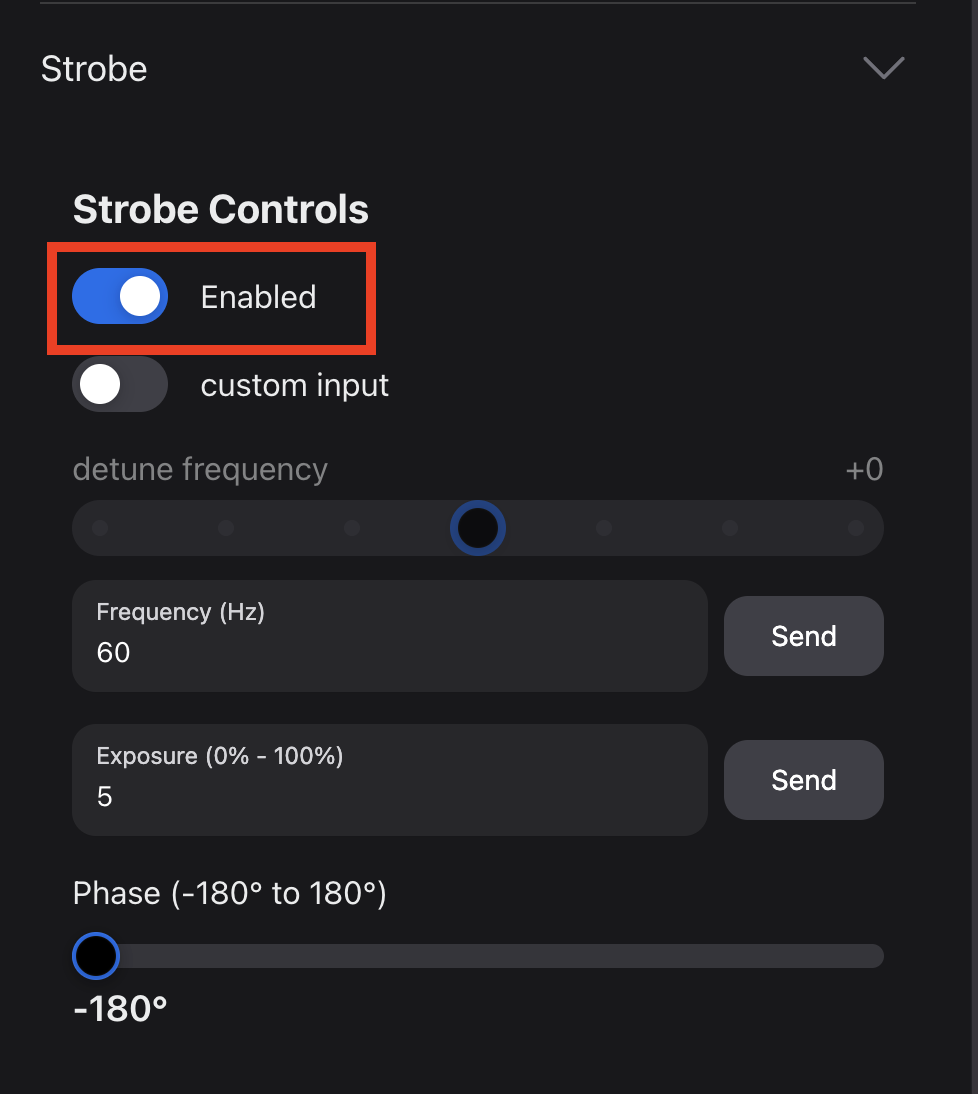 Strobe
Strobe Controls
Enabled
custom input
detune frequency +0
Frequency (Hz)
60
Send
Exposure (0% - 100%)
5
Send
Phase (-180° to 180°)
-180°